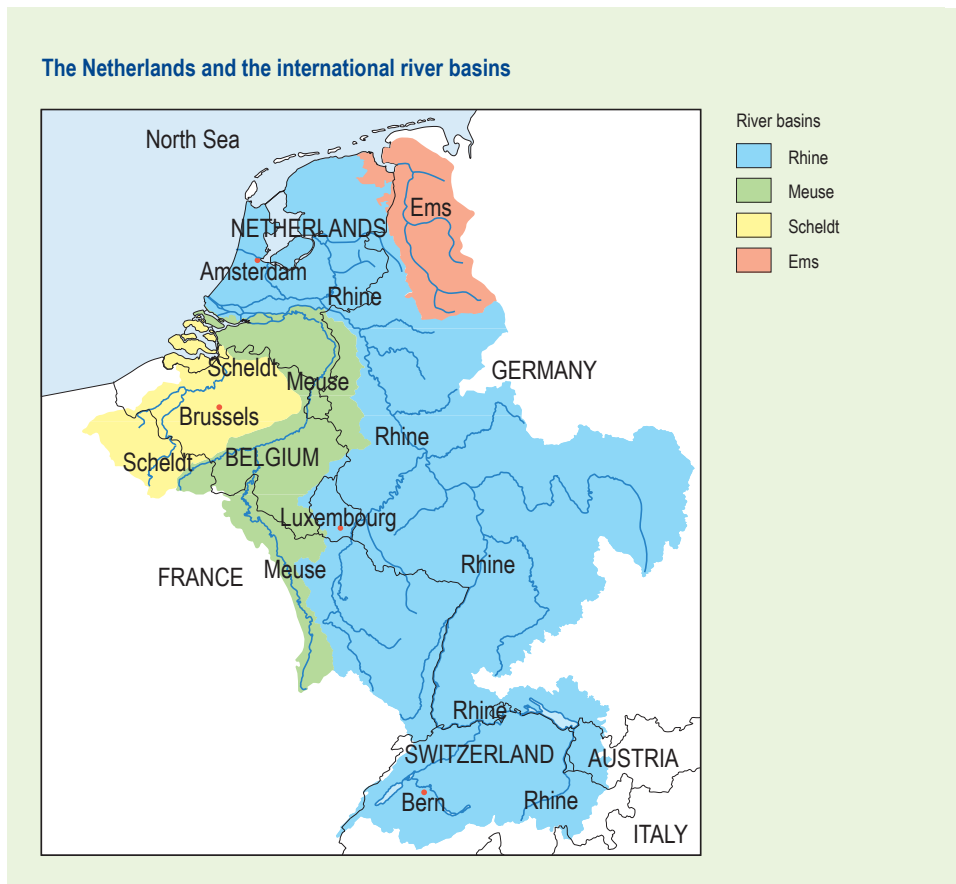 The Netherlands and the international river basins
North Sea
River basins
Rhine
Meuse
Scheldt
Ems
Ems
NETHERLANDS
Amsterdam
Rhine
Scheldt
GERMANY
Meuse
Brussels
Rhine
Scheldt
BELGIUM
Luxembourg
Rhine
FRANCE
Meuse
Rhine
SWITZERLAND
AUSTRIA
Bern
Rhine
ITALY